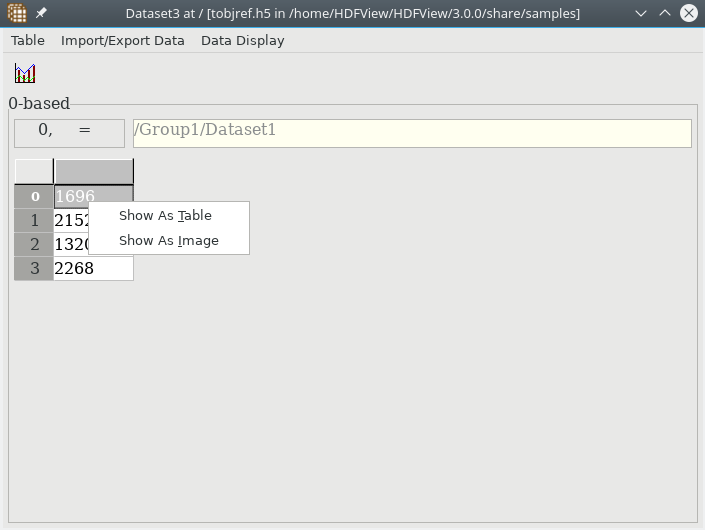 Dataset3 at / [tobjref.h5 in /home/HDFView/HDFView/3.0.0/share/samples]
Table Import/Export Data Data Display
0-based
0, =
/Group1/Dataset1
0 1696
Show As Table
1 2152
Show As Image
2 1320
3 2268